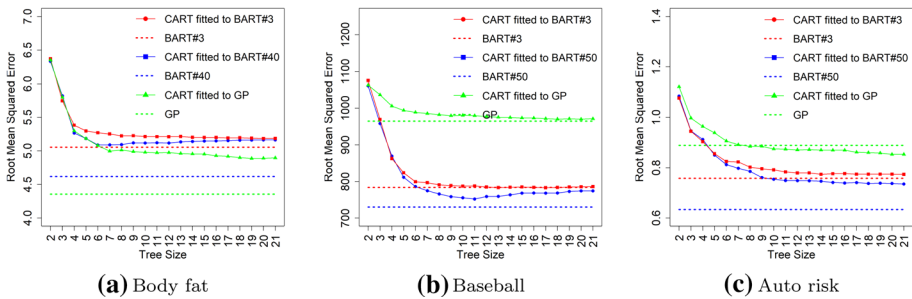 Root Mean Squared Error
7.0
6.5
6.0
5.5
5.0
4.5
4.0
CART fitted to BART#3
BART#3
CART fitted to BART#40
BART#40
CART fitted to GP
GP
2 3 4 5 6 7 8 9 10 11 12 13 14 15 16 17 18 19 20 21
Tree Size
(a) Body fat
Root Mean Squared Error
1200
1100
1000
900
800
700
CART fitted to BART#3
BART#3
CART fitted to BART#50
BART#50
CART fitted to GP
GP
2 3 4 5 6 7 8 9 10 11 12 13 14 15 16 17 18 19 20 21
Tree Size
(b) Baseball
Root Mean Squared Error
1.4
1.2
1.0
0.8
0.6
CART fitted to BART#3
BART#3
CART fitted to BART#50
BART#50
CART fitted to GP
GP
2 3 4 5 6 7 8 9 10 11 12 13 14 15 16 17 18 19 20 21
Tree Size
(c) Auto risk